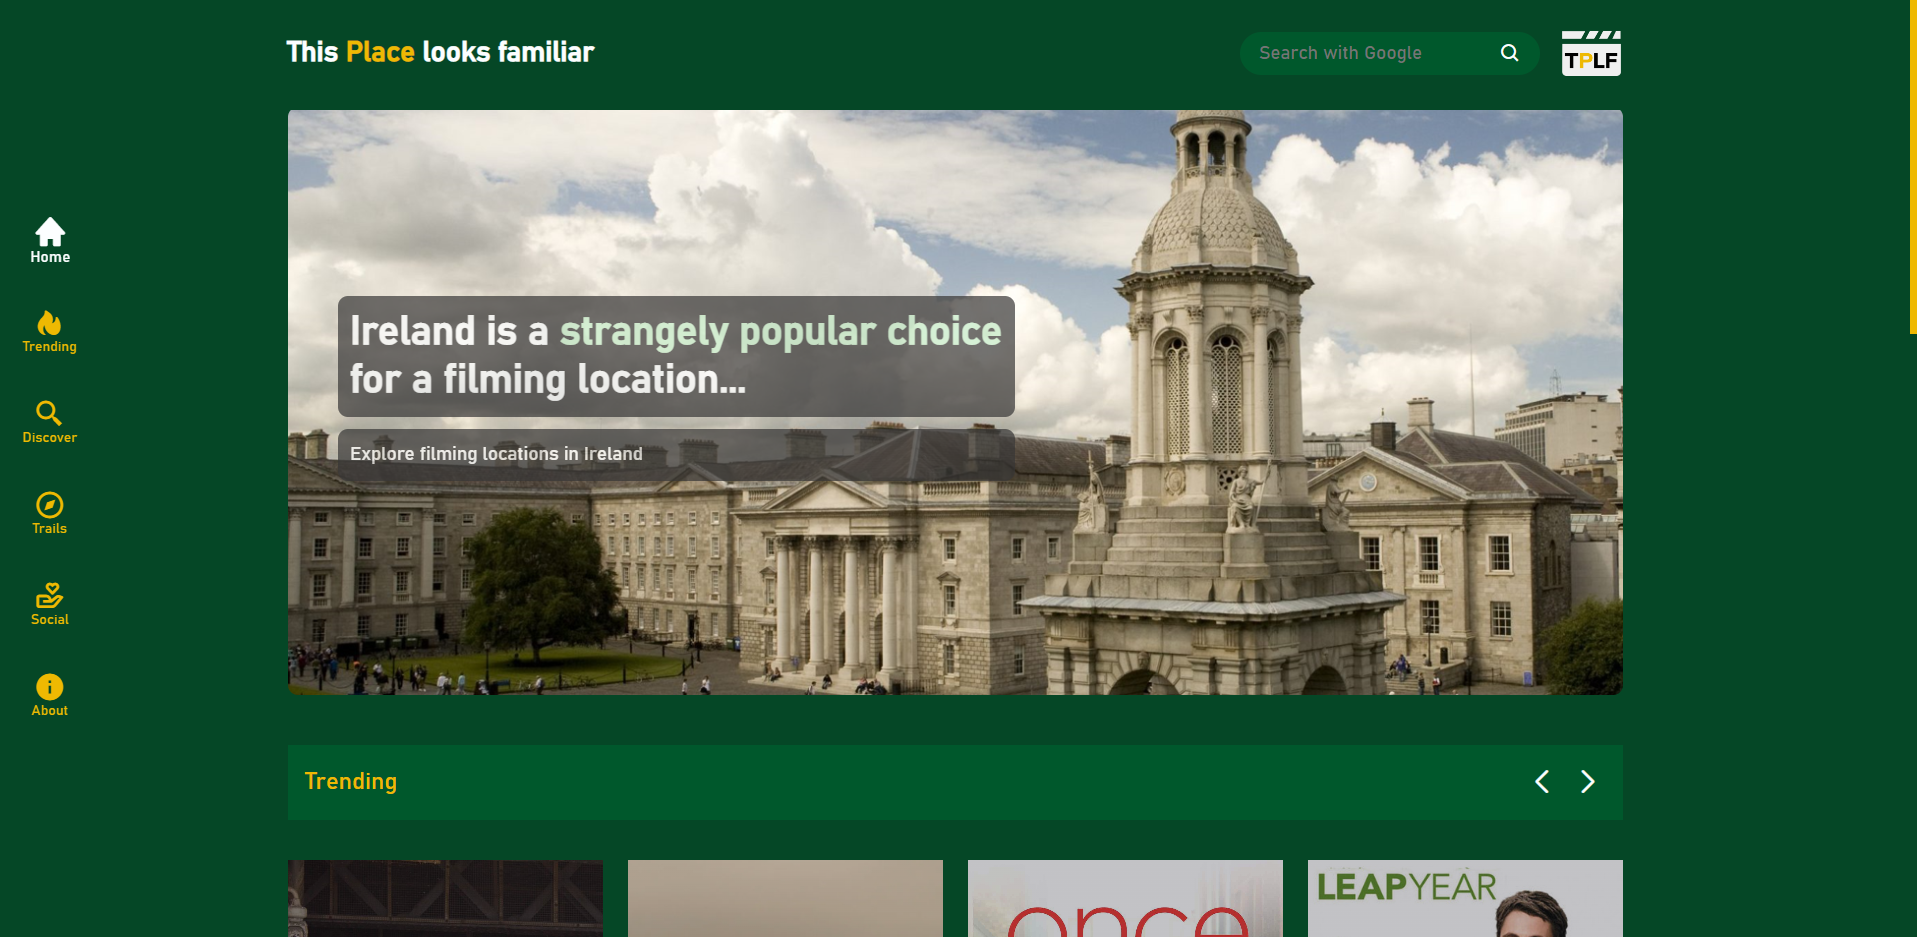 This Place looks familiar
Search with Google
TPLF
Home
Trending
Discover
Trails
Social
About
Ireland is a strangely popular choice
for a filming location...
Explore filming locations in Ireland
Trending
once
LEAPYEAR